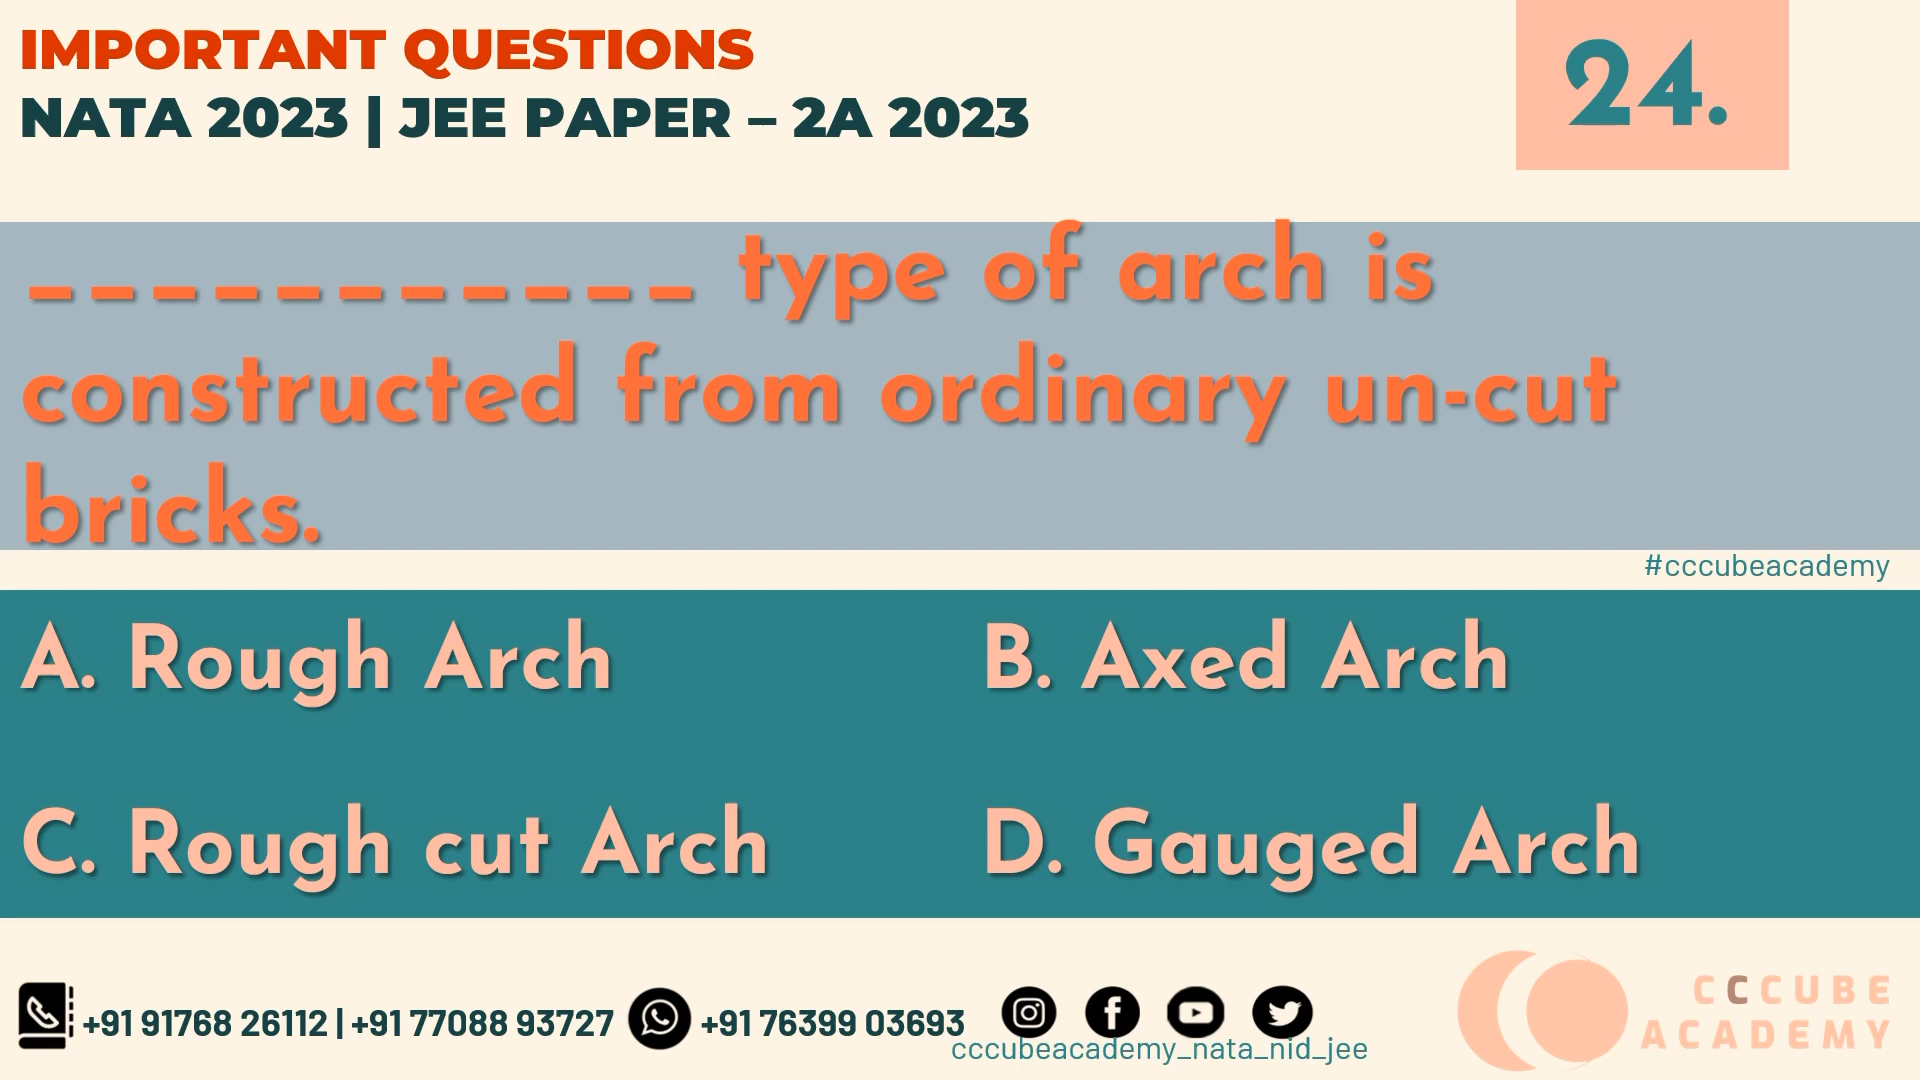 IMPORTANT QUESTIONS
NATA 2023 | JEE PAPER – 2A 2023
24.
___________ type of arch is
constructed from ordinary un-cut
bricks.
#cccubeacademy
A. Rough Arch
B. Axed Arch
C. Rough cut Arch
D. Gauged Arch
+91 91768 26112 | +91 77088 93727
+91 76399 03693
cccubeacademy_nata_nid_jee
CCCUBE
ACADEMY